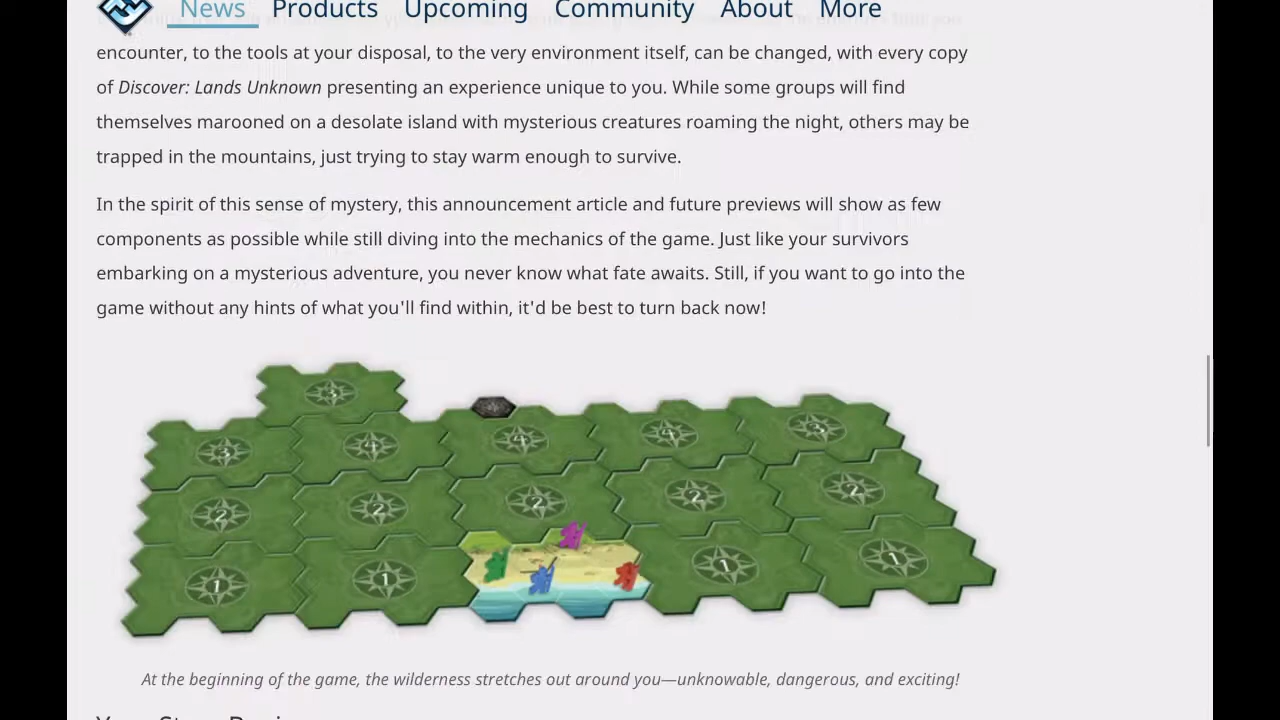 News Products Upcoming Community About More
encounter, to the tools at your disposal, to the very environment itself, can be changed, with every copy
of Discover: Lands Unknown presenting an experience unique to you. While some groups will find
themselves marooned on a desolate island with mysterious creatures roaming the night, others may be
trapped in the mountains, just trying to stay warm enough to survive.
In the spirit of this sense of mystery, this announcement article and future previews will show as few
components as possible while still diving into the mechanics of the game. Just like your survivors
embarking on a mysterious adventure, you never know what fate awaits. Still, if you want to go into the
game without any hints of what you'll find within, it'd be best to turn back now!
3
3 4 4 4 3
2 2 2 2 2
1 1 1 1
At the beginning of the game, the wilderness stretches out around you—unknowable, dangerous, and exciting!